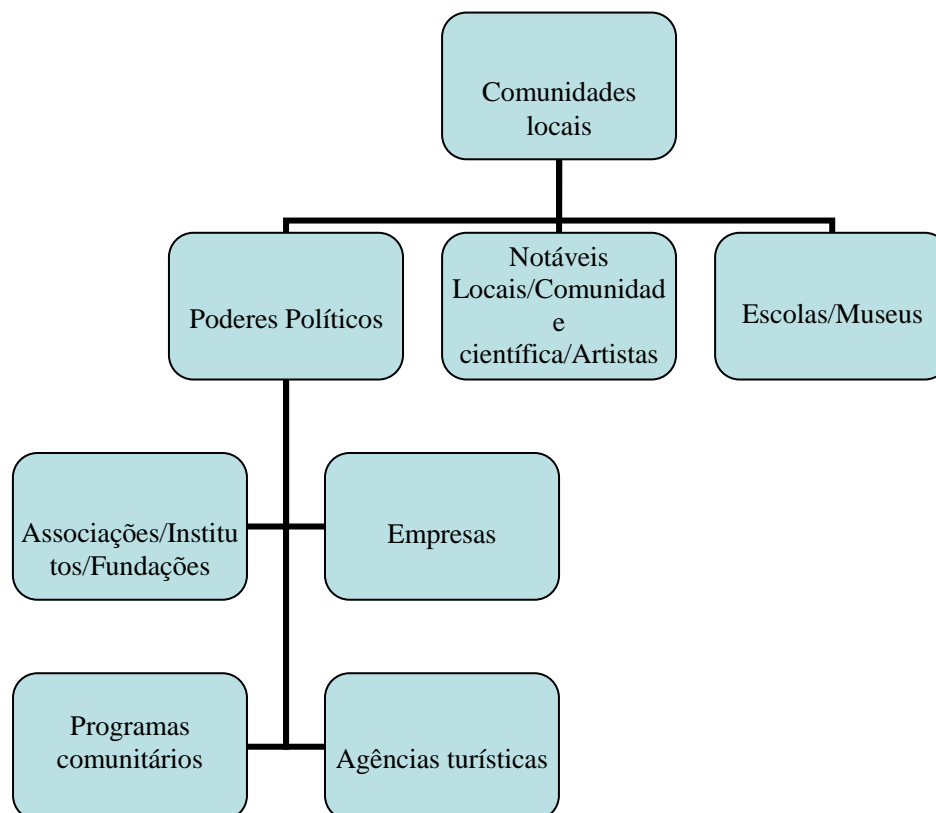 Comunidades
locais
Poderes Políticos
Notáveis
Locais/Comunidad
e
científica/Artistas
Escolas/Museus
Associações/Institu
tos/Fundações
Empresas
Programas
comunitários
Agências turísticas